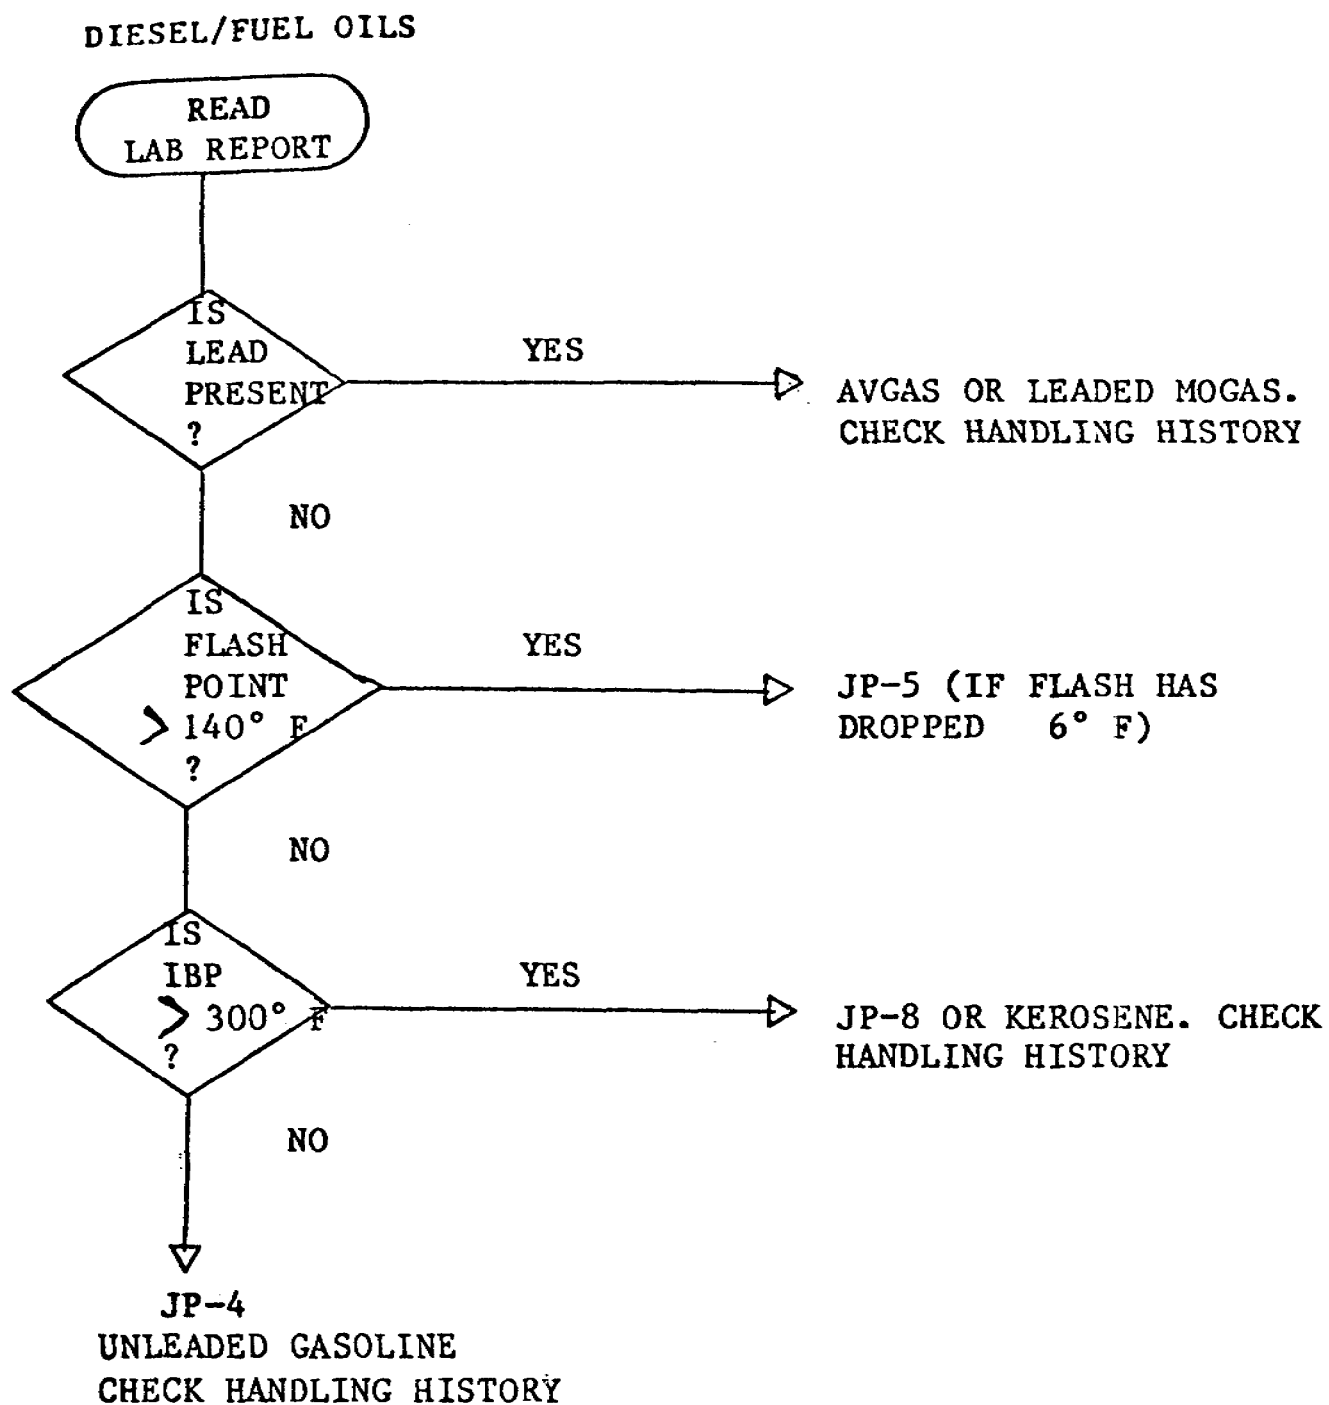 DIESEL/FUEL OILS
READ
LAB REPORT
IS
LEAD
PRESENT
?
YES
AVGAS OR LEADED MOGAS.
CHECK HANDLING HISTORY
NO
IS
FLASH
POINT
> 140° F
?
YES
JP-5 (IF FLASH HAS
DROPPED 6° F)
NO
IS
IBP
> 300° F
?
YES
JP-8 OR KEROSENE. CHECK
HANDLING HISTORY
NO
JP-4
UNLEADED GASOLINE
CHECK HANDLING HISTORY